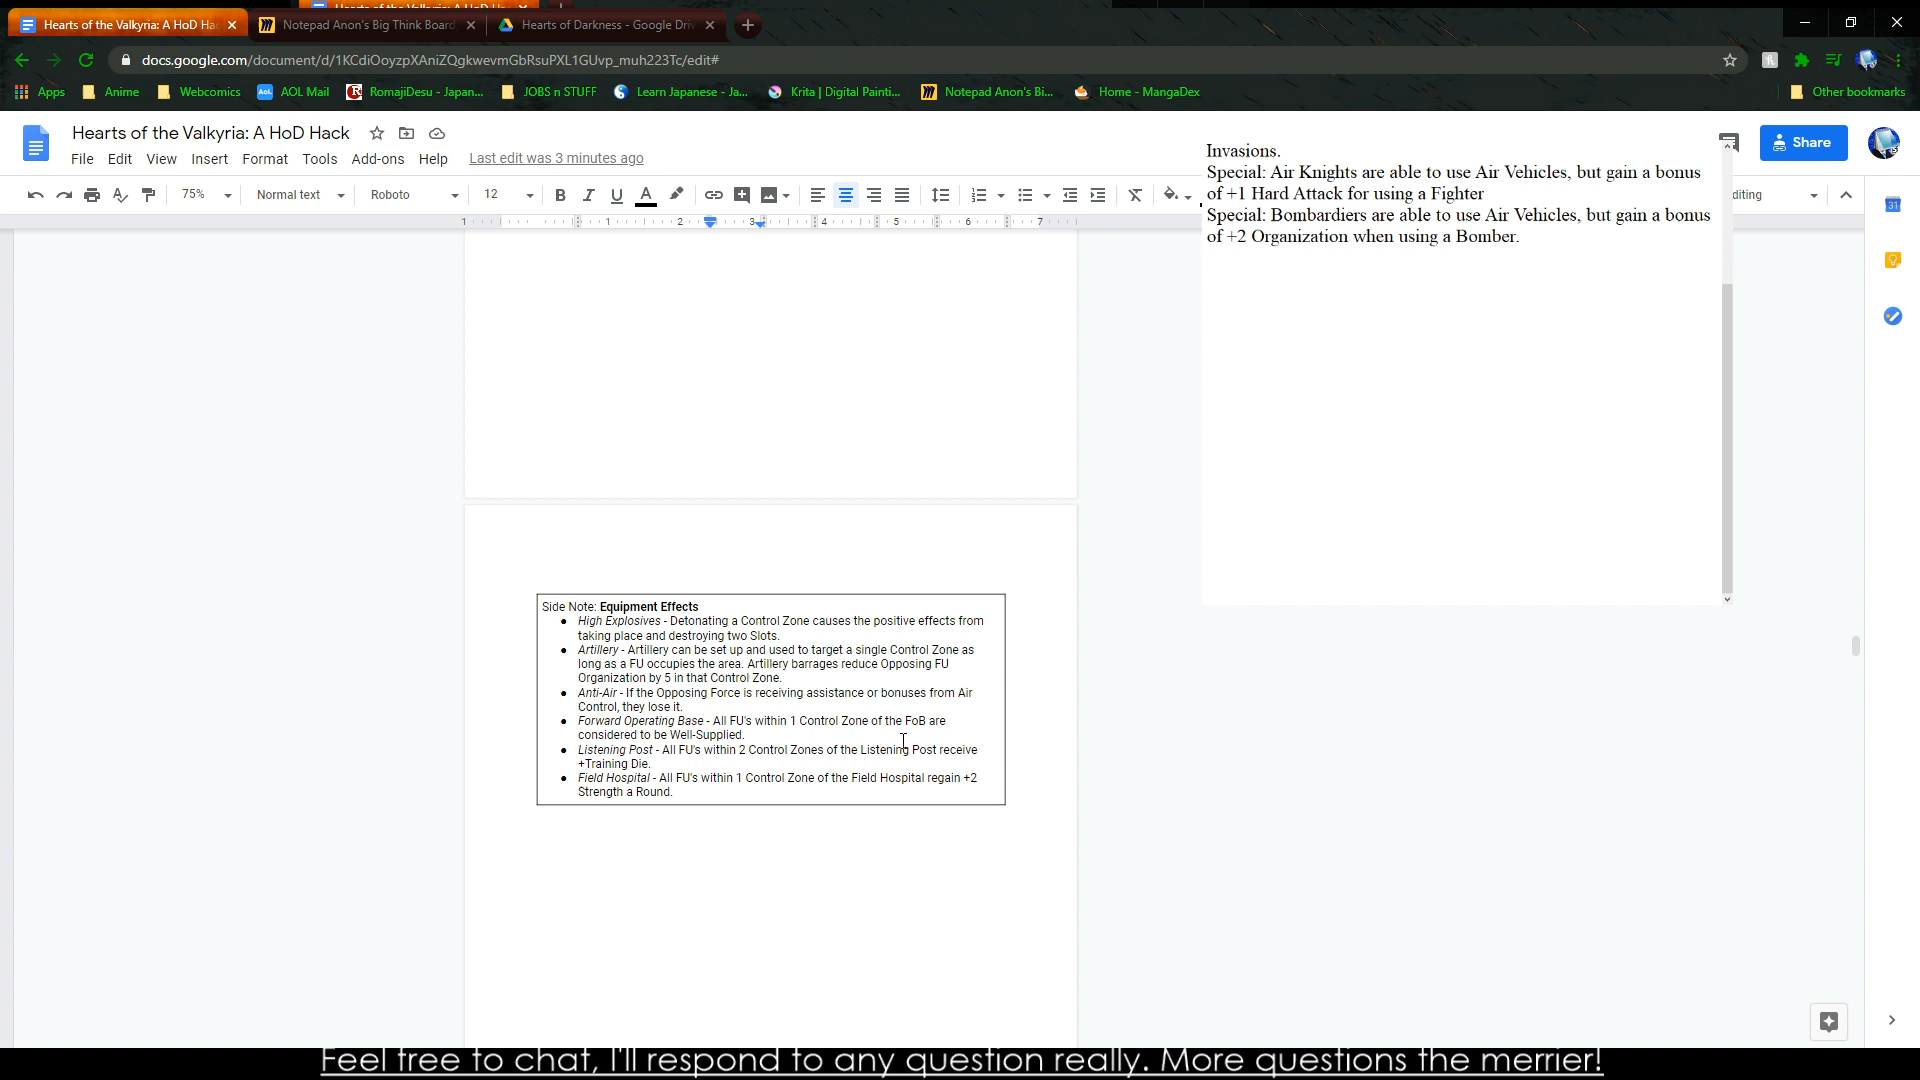 Hearts of the Valkyria: A HoD Ha
Notepad Anon's Big Think Board
Hearts of Darkness - Google Driv
docs.google.com/document/d/1KCdiOoyzpXAniZQgkwevmGbRsuPXL1GUvp_muh223Tc/edit#
Apps
Anime
Webcomics
AOL Mail
RomajiDesu - Japan...
JOBS n STUFF
Learn Japanese - Ja...
Krita | Digital Painti...
Notepad Anon's Bi...
Home - MangaDex
Other bookmarks
Hearts of the Valkyria: A HoD Hack
File Edit View Insert Format Tools Add-ons Help Last edit was 3 minutes ago
Share
75% Normal text Roboto 12
diting
1 1 2 3 4 5 6 7
Invasions.
Special: Air Knights are able to use Air Vehicles, but gain a bonus
of +1 Hard Attack for using a Fighter
Special: Bombardiers are able to use Air Vehicles, but gain a bonus
of +2 Organization when using a Bomber.
Side Note: Equipment Effects
● High Explosives - Detonating a Control Zone causes the positive effects from
taking place and destroying two Slots.
● Artillery - Artillery can be set up and used to target a single Control Zone as
long as a FU occupies the area. Artillery barrages reduce Opposing FU
Organization by 5 in that Control Zone.
● Anti-Air - If the Opposing Force is receiving assistance or bonuses from Air
Control, they lose it.
● Forward Operating Base - All FU's within 1 Control Zone of the FoB are
considered to be Well-Supplied.
● Listening Post - All FU's within 2 Control Zones of the Listening Post receive
+Training Die.
● Field Hospital - All FU's within 1 Control Zone of the Field Hospital regain +2
Strength a Round.
Feel free to chat, I'll respond to any question really. More questions the merrier!